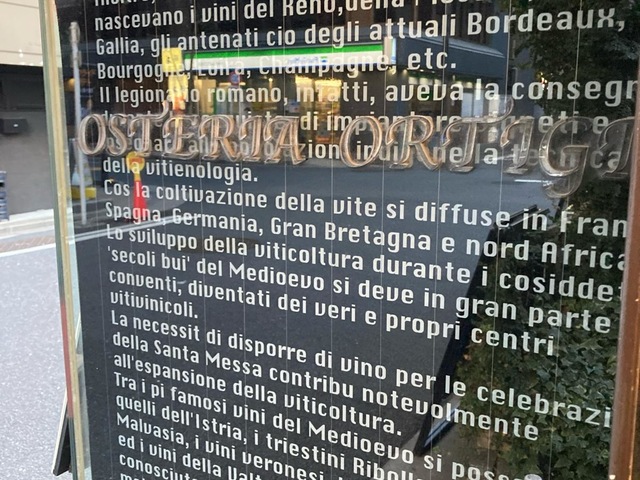 nascevano i vini del Reno, della
Gallia, gli antenati cio degli attuali Bordeaux,
Bourgogne, Loira, Champagne, etc.
Il legionario romano, infatti, aveva la consegn
OSTERIA ORTIGI
della vitienologia.
Cos la coltivazione della vite si diffuse in Fran
Spagna, Germania, Gran Bretagna e nord Africa
Lo sviluppo della viticoltura durante i cosiddet
'secoli bui' del Medioevo si deve in gran parte
conventi, diventati dei veri e propri centri
vitivinicoli.
La necessit di disporre di vino per le celebrazi
della Santa Messa contribu notevolmente
all'espansione della viticoltura.
Tra i pi famosi vini del Medioevo si posso
quelli dell'Istria, i triestini Ribolla
Malvasia, i vini veronesi,
ed i vini della Valt
conosciut